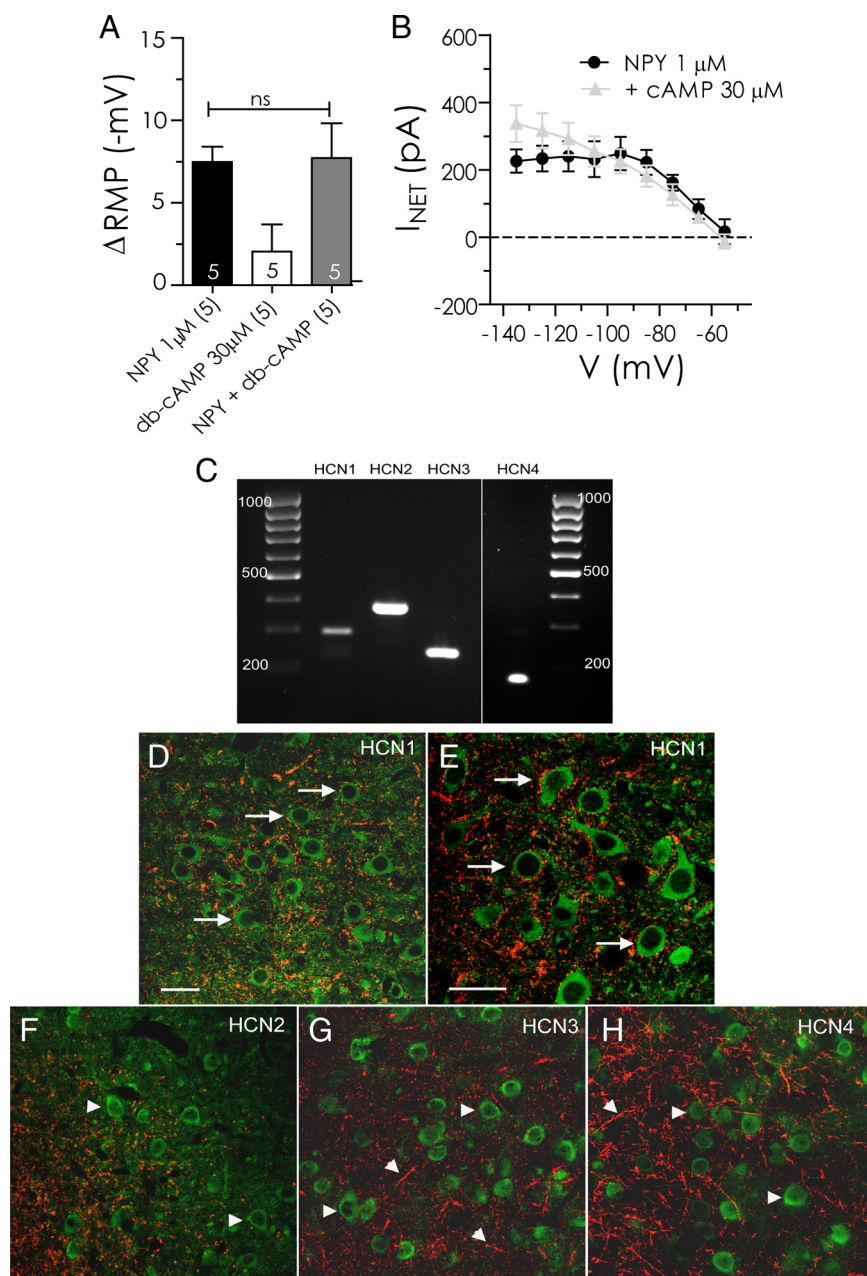 A
15
10
5
0
ΔRMP (-mV)
ns
5
5
5
NPY 1μM (5)
db-cAMP 30μM (5)
NPY + db-cAMP (5)
B
600
400
200
0
-200
I NET (pA)
NPY 1 μM
+ cAMP 30 μM
-140 -120 -100 -80 -60
V (mV)
C
HCN1 HCN2 HCN3 HCN4
1000 1000
500 500
200 200
D HCN1
E HCN1
F HCN2
G HCN3
H HCN4